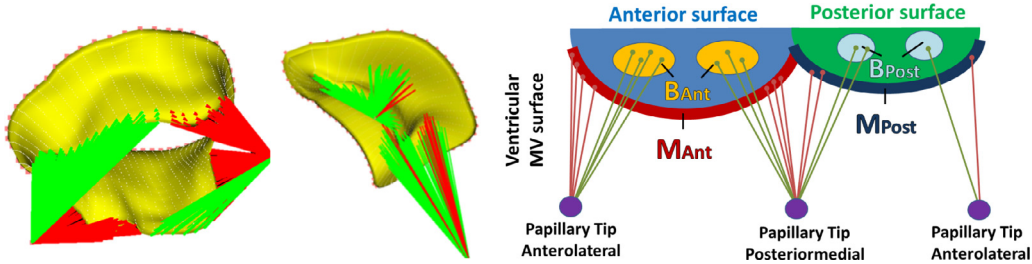 Anterior surface
Posterior surface
Ventricular
MV surface
BAnt
BPost
MAnt
MPost
Papillary Tip
Anterolateral
Papillary Tip
Posteriormedial
Papillary Tip
Anterolateral